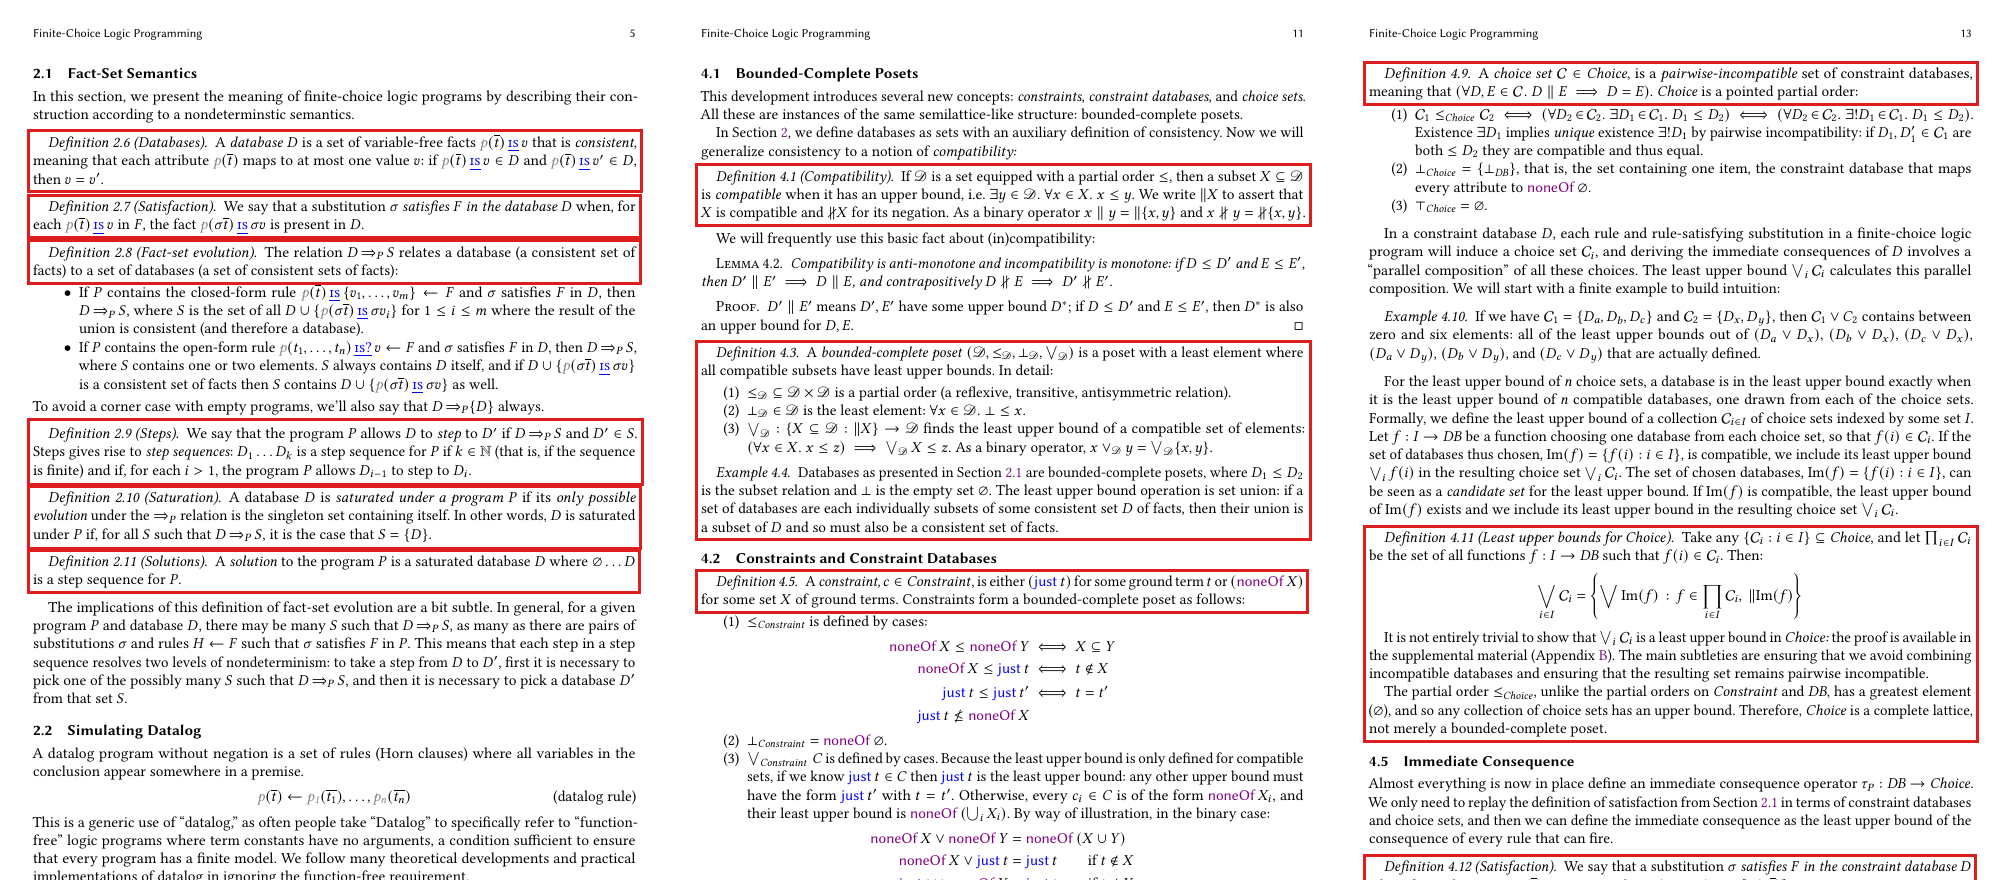 Finite-Choice Logic Programming 5
2.1 Fact-Set Semantics
In this section, we present the meaning of finite-choice logic programs by describing their con-
struction according to a nondeterminstic semantics.
Definition 2.6 (Databases). A database D is a set of variable-free facts p(t̅) is v that is consistent,
meaning that each attribute p(t̅) maps to at most one value v: if p(t̅) is v ∈ D and p(t̅) is v′ ∈ D,
then v = v′.
Definition 2.7 (Satisfaction). We say that a substitution σ satisfies F in the database D when, for
each p(t̅) is v in F, the fact p(σt̅) is σv is present in D.
Definition 2.8 (Fact-set evolution). The relation D ⇒P S relates a database (a consistent set of
facts) to a set of databases (a set of consistent sets of facts):
• If P contains the closed-form rule p(t̅) is {v1, . . . , vm} ← F and σ satisfies F in D, then
D ⇒P S, where S is the set of all D ∪ {p(σt̅) is σvi} for 1 ≤ i ≤ m where the result of the
union is consistent (and therefore a database).
• If P contains the open-form rule p(t1, . . . , tn) is? v ← F and σ satisfies F in D, then D ⇒P S,
where S contains one or two elements. S always contains D itself, and if D ∪ {p(σt̅) is σv}
is a consistent set of facts then S contains D ∪ {p(σt̅) is σv} as well.
To avoid a corner case with empty programs, we'll also say that D ⇒P {D} always.
Definition 2.9 (Steps). We say that the program P allows D to step to D′ if D ⇒P S and D′ ∈ S.
Steps gives rise to step sequences: D1 . . . Dk is a step sequence for P if k ∈ ℕ (that is, if the sequence
is finite) and if, for each i > 1, the program P allows Di−1 to step to Di.
Definition 2.10 (Saturation). A database D is saturated under a program P if its only possible
evolution under the ⇒P relation is the singleton set containing itself. In other words, D is saturated
under P if, for all S such that D ⇒P S, it is the case that S = {D}.
Definition 2.11 (Solutions). A solution to the program P is a saturated database D where ∅ . . . D
is a step sequence for P.
The implications of this definition of fact-set evolution are a bit subtle. In general, for a given
program P and database D, there may be many S such that D ⇒P S, as many as there are pairs of
substitutions σ and rules H ← F such that σ satisfies F in P. This means that each step in a step
sequence resolves two levels of nondeterminism: to take a step from D to D′, first it is necessary to
pick one of the possibly many S such that D ⇒P S, and then it is necessary to pick a database D′
from that set S.
2.2 Simulating Datalog
A datalog program without negation is a set of rules (Horn clauses) where all variables in the
conclusion appear somewhere in a premise.
p(t̅) ← p1(t̅1), . . . , pn(t̅n) (datalog rule)
This is a generic use of “datalog,” as often people take “Datalog” to specifically refer to “function-
free” logic programs where term constants have no arguments, a condition sufficient to ensure
that every program has a finite model. We follow many theoretical developments and practical
implementations of datalog in ignoring the function-free requirement.
Finite-Choice Logic Programming 11
4.1 Bounded-Complete Posets
This development introduces several new concepts: constraints, constraint databases, and choice sets.
All these are instances of the same semilattice-like structure: bounded-complete posets.
In Section 2, we define databases as sets with an auxiliary definition of consistency. Now we will
generalize consistency to a notion of compatibility:
Definition 4.1 (Compatibility). If 𝒟 is a set equipped with a partial order ≤, then a subset X ⊆ 𝒟
is compatible when it has an upper bound, i.e. ∃y ∈ 𝒟. ∀x ∈ X. x ≤ y. We write ∥X to assert that
X is compatible and ∦X for its negation. As a binary operator x ∥ y = ∥{x, y} and x ∦ y = ∦{x, y}.
We will frequently use this basic fact about (in)compatibility:
Lemma 4.2. Compatibility is anti-monotone and incompatibility is monotone: if D ≤ D′ and E ≤ E′,
then D′ ∥ E′ ⟹ D ∥ E, and contrapositively D ∦ E ⟹ D′ ∦ E′.
Proof. D′ ∥ E′ means D′, E′ have some upper bound D*; if D ≤ D′ and E ≤ E′, then D* is also
an upper bound for D, E. □
Definition 4.3. A bounded-complete poset (𝒟, ≤𝒟, ⊥𝒟, ⋁𝒟) is a poset with a least element where
all compatible subsets have least upper bounds. In detail:
(1) ≤𝒟 ⊆ 𝒟 × 𝒟 is a partial order (a reflexive, transitive, antisymmetric relation).
(2) ⊥𝒟 ∈ 𝒟 is the least element: ∀x ∈ 𝒟. ⊥ ≤ x.
(3) ⋁𝒟 : {X ⊆ 𝒟 : ∥X} → 𝒟 finds the least upper bound of a compatible set of elements:
(∀x ∈ X. x ≤ z) ⟹ ⋁𝒟 X ≤ z. As a binary operator, x ∨𝒟 y = ⋁𝒟{x, y}.
Example 4.4. Databases as presented in Section 2.1 are bounded-complete posets, where D1 ≤ D2
is the subset relation and ⊥ is the empty set ∅. The least upper bound operation is set union: if a
set of databases are each individually subsets of some consistent set D of facts, then their union is
a subset of D and so must also be a consistent set of facts.
4.2 Constraints and Constraint Databases
Definition 4.5. A constraint, c ∈ Constraint, is either (just t) for some ground term t or (noneOf X)
for some set X of ground terms. Constraints form a bounded-complete poset as follows:
(1) ≤Constraint is defined by cases:
noneOf X ≤ noneOf Y ⟺ X ⊆ Y
noneOf X ≤ just t ⟺ t ∉ X
just t ≤ just t′ ⟺ t = t′
just t ≰ noneOf X
(2) ⊥Constraint = noneOf ∅.
(3) ⋁Constraint C is defined by cases. Because the least upper bound is only defined for compatible
sets, if we know just t ∈ C then just t is the least upper bound: any other upper bound must
have the form just t′ with t = t′. Otherwise, every ci ∈ C is of the form noneOf Xi, and
their least upper bound is noneOf (⋃i Xi). By way of illustration, in the binary case:
noneOf X ∨ noneOf Y = noneOf (X ∪ Y)
noneOf X ∨ just t = just t if t ∉ X
Finite-Choice Logic Programming 13
Definition 4.9. A choice set C ∈ Choice, is a pairwise-incompatible set of constraint databases,
meaning that (∀D, E ∈ C. D ∥ E ⟹ D = E). Choice is a pointed partial order:
(1) C1 ≤Choice C2 ⟺ (∀D2 ∈ C2. ∃D1 ∈ C1. D1 ≤ D2) ⟺ (∀D2 ∈ C2. ∃!D1 ∈ C1. D1 ≤ D2).
Existence ∃D1 implies unique existence ∃!D1 by pairwise incompatibility: if D1, D′1 ∈ C1 are
both ≤ D2 they are compatible and thus equal.
(2) ⊥Choice = {⊥DB}, that is, the set containing one item, the constraint database that maps
every attribute to noneOf ∅.
(3) ⊤Choice = ∅.
In a constraint database D, each rule and rule-satisfying substitution in a finite-choice logic
program will induce a choice set Ci, and deriving the immediate consequences of D involves a
“parallel composition” of all these choices. The least upper bound ⋁i Ci calculates this parallel
composition. We will start with a finite example to build intuition:
Example 4.10. If we have C1 = {Da, Db, Dc} and C2 = {Dx, Dy}, then C1 ∨ C2 contains between
zero and six elements: all of the least upper bounds out of (Da ∨ Dx), (Db ∨ Dx), (Dc ∨ Dx),
(Da ∨ Dy), (Db ∨ Dy), and (Dc ∨ Dy) that are actually defined.
For the least upper bound of n choice sets, a database is in the least upper bound exactly when
it is the least upper bound of n compatible databases, one drawn from each of the choice sets.
Formally, we define the least upper bound of a collection Ci∈I of choice sets indexed by some set I.
Let f : I → DB be a function choosing one database from each choice set, so that f(i) ∈ Ci. If the
set of databases thus chosen, Im(f) = {f(i) : i ∈ I}, is compatible, we include its least upper bound
⋁i f(i) in the resulting choice set ⋁i Ci. The set of chosen databases, Im(f) = {f(i) : i ∈ I}, can
be seen as a candidate set for the least upper bound. If Im(f) is compatible, the least upper bound
of Im(f) exists and we include its least upper bound in the resulting choice set ⋁i Ci.
Definition 4.11 (Least upper bounds for Choice). Take any {Ci : i ∈ I} ⊆ Choice, and let ∏i∈I Ci
be the set of all functions f : I → DB such that f(i) ∈ Ci. Then:
⋁i∈I Ci = {⋁ Im(f) : f ∈ ∏i∈I Ci, ∥Im(f)}
It is not entirely trivial to show that ⋁i Ci is a least upper bound in Choice: the proof is available in
the supplemental material (Appendix B). The main subtleties are ensuring that we avoid combining
incompatible databases and ensuring that the resulting set remains pairwise incompatible.
The partial order ≤Choice, unlike the partial orders on Constraint and DB, has a greatest element
(∅), and so any collection of choice sets has an upper bound. Therefore, Choice is a complete lattice,
not merely a bounded-complete poset.
4.5 Immediate Consequence
Almost everything is now in place define an immediate consequence operator τP : DB → Choice.
We only need to replay the definition of satisfaction from Section 2.1 in terms of constraint databases
and choice sets, and then we can define the immediate consequence as the least upper bound of the
consequence of every rule that can fire.
Definition 4.12 (Satisfaction). We say that a substitution σ satisfies F in the constraint database D